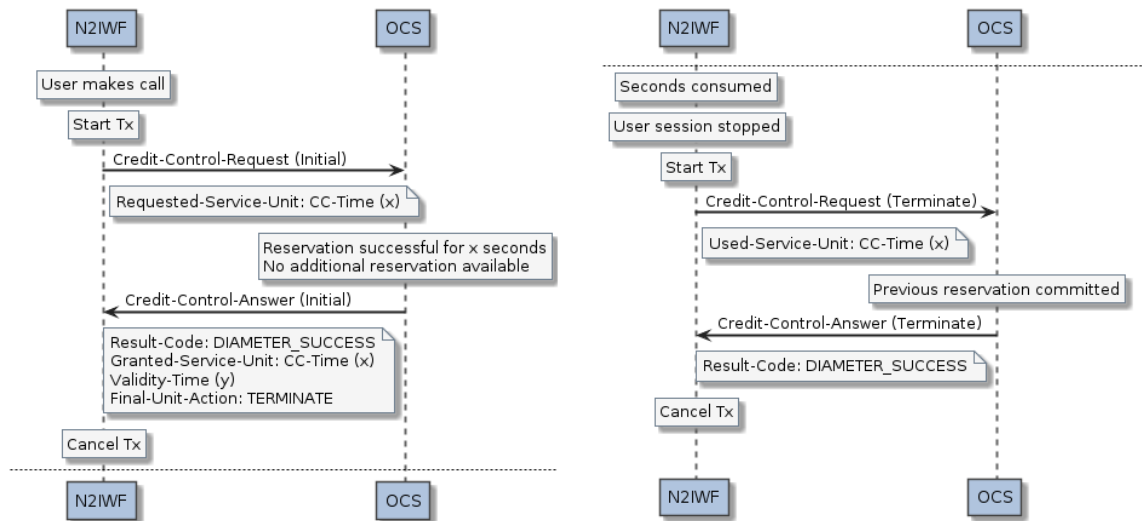 N2IWF
OCS
User makes call
Start Tx
Credit-Control-Request (Initial)
Requested-Service-Unit: CC-Time (x)
Reservation successful for x seconds
No additional reservation available
Credit-Control-Answer (Initial)
Result-Code: DIAMETER_SUCCESS
Granted-Service-Unit: CC-Time (x)
Validity-Time (y)
Final-Unit-Action: TERMINATE
Cancel Tx
N2IWF
OCS
N2IWF
OCS
Seconds consumed
User session stopped
Start Tx
Credit-Control-Request (Terminate)
Used-Service-Unit: CC-Time (x)
Previous reservation committed
Credit-Control-Answer (Terminate)
Result-Code: DIAMETER_SUCCESS
Cancel Tx
N2IWF
OCS